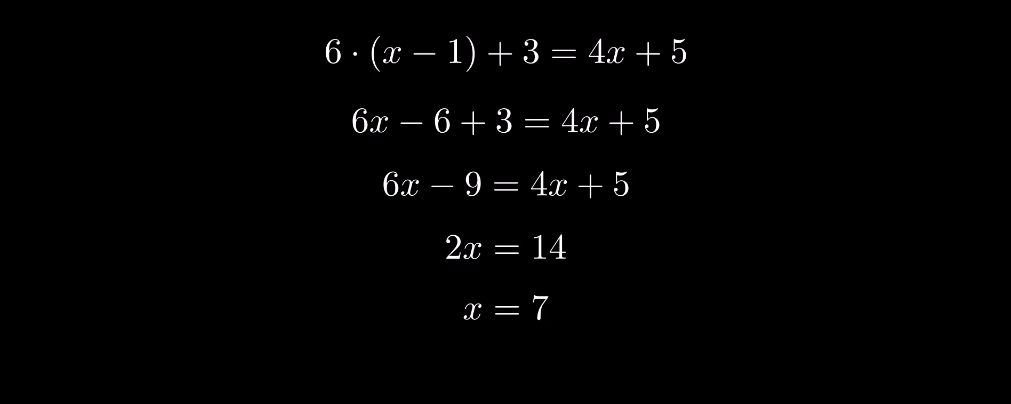 6 · (x − 1) + 3 = 4x + 5
6x − 6 + 3 = 4x + 5
6x − 9 = 4x + 5
2x = 14
x = 7